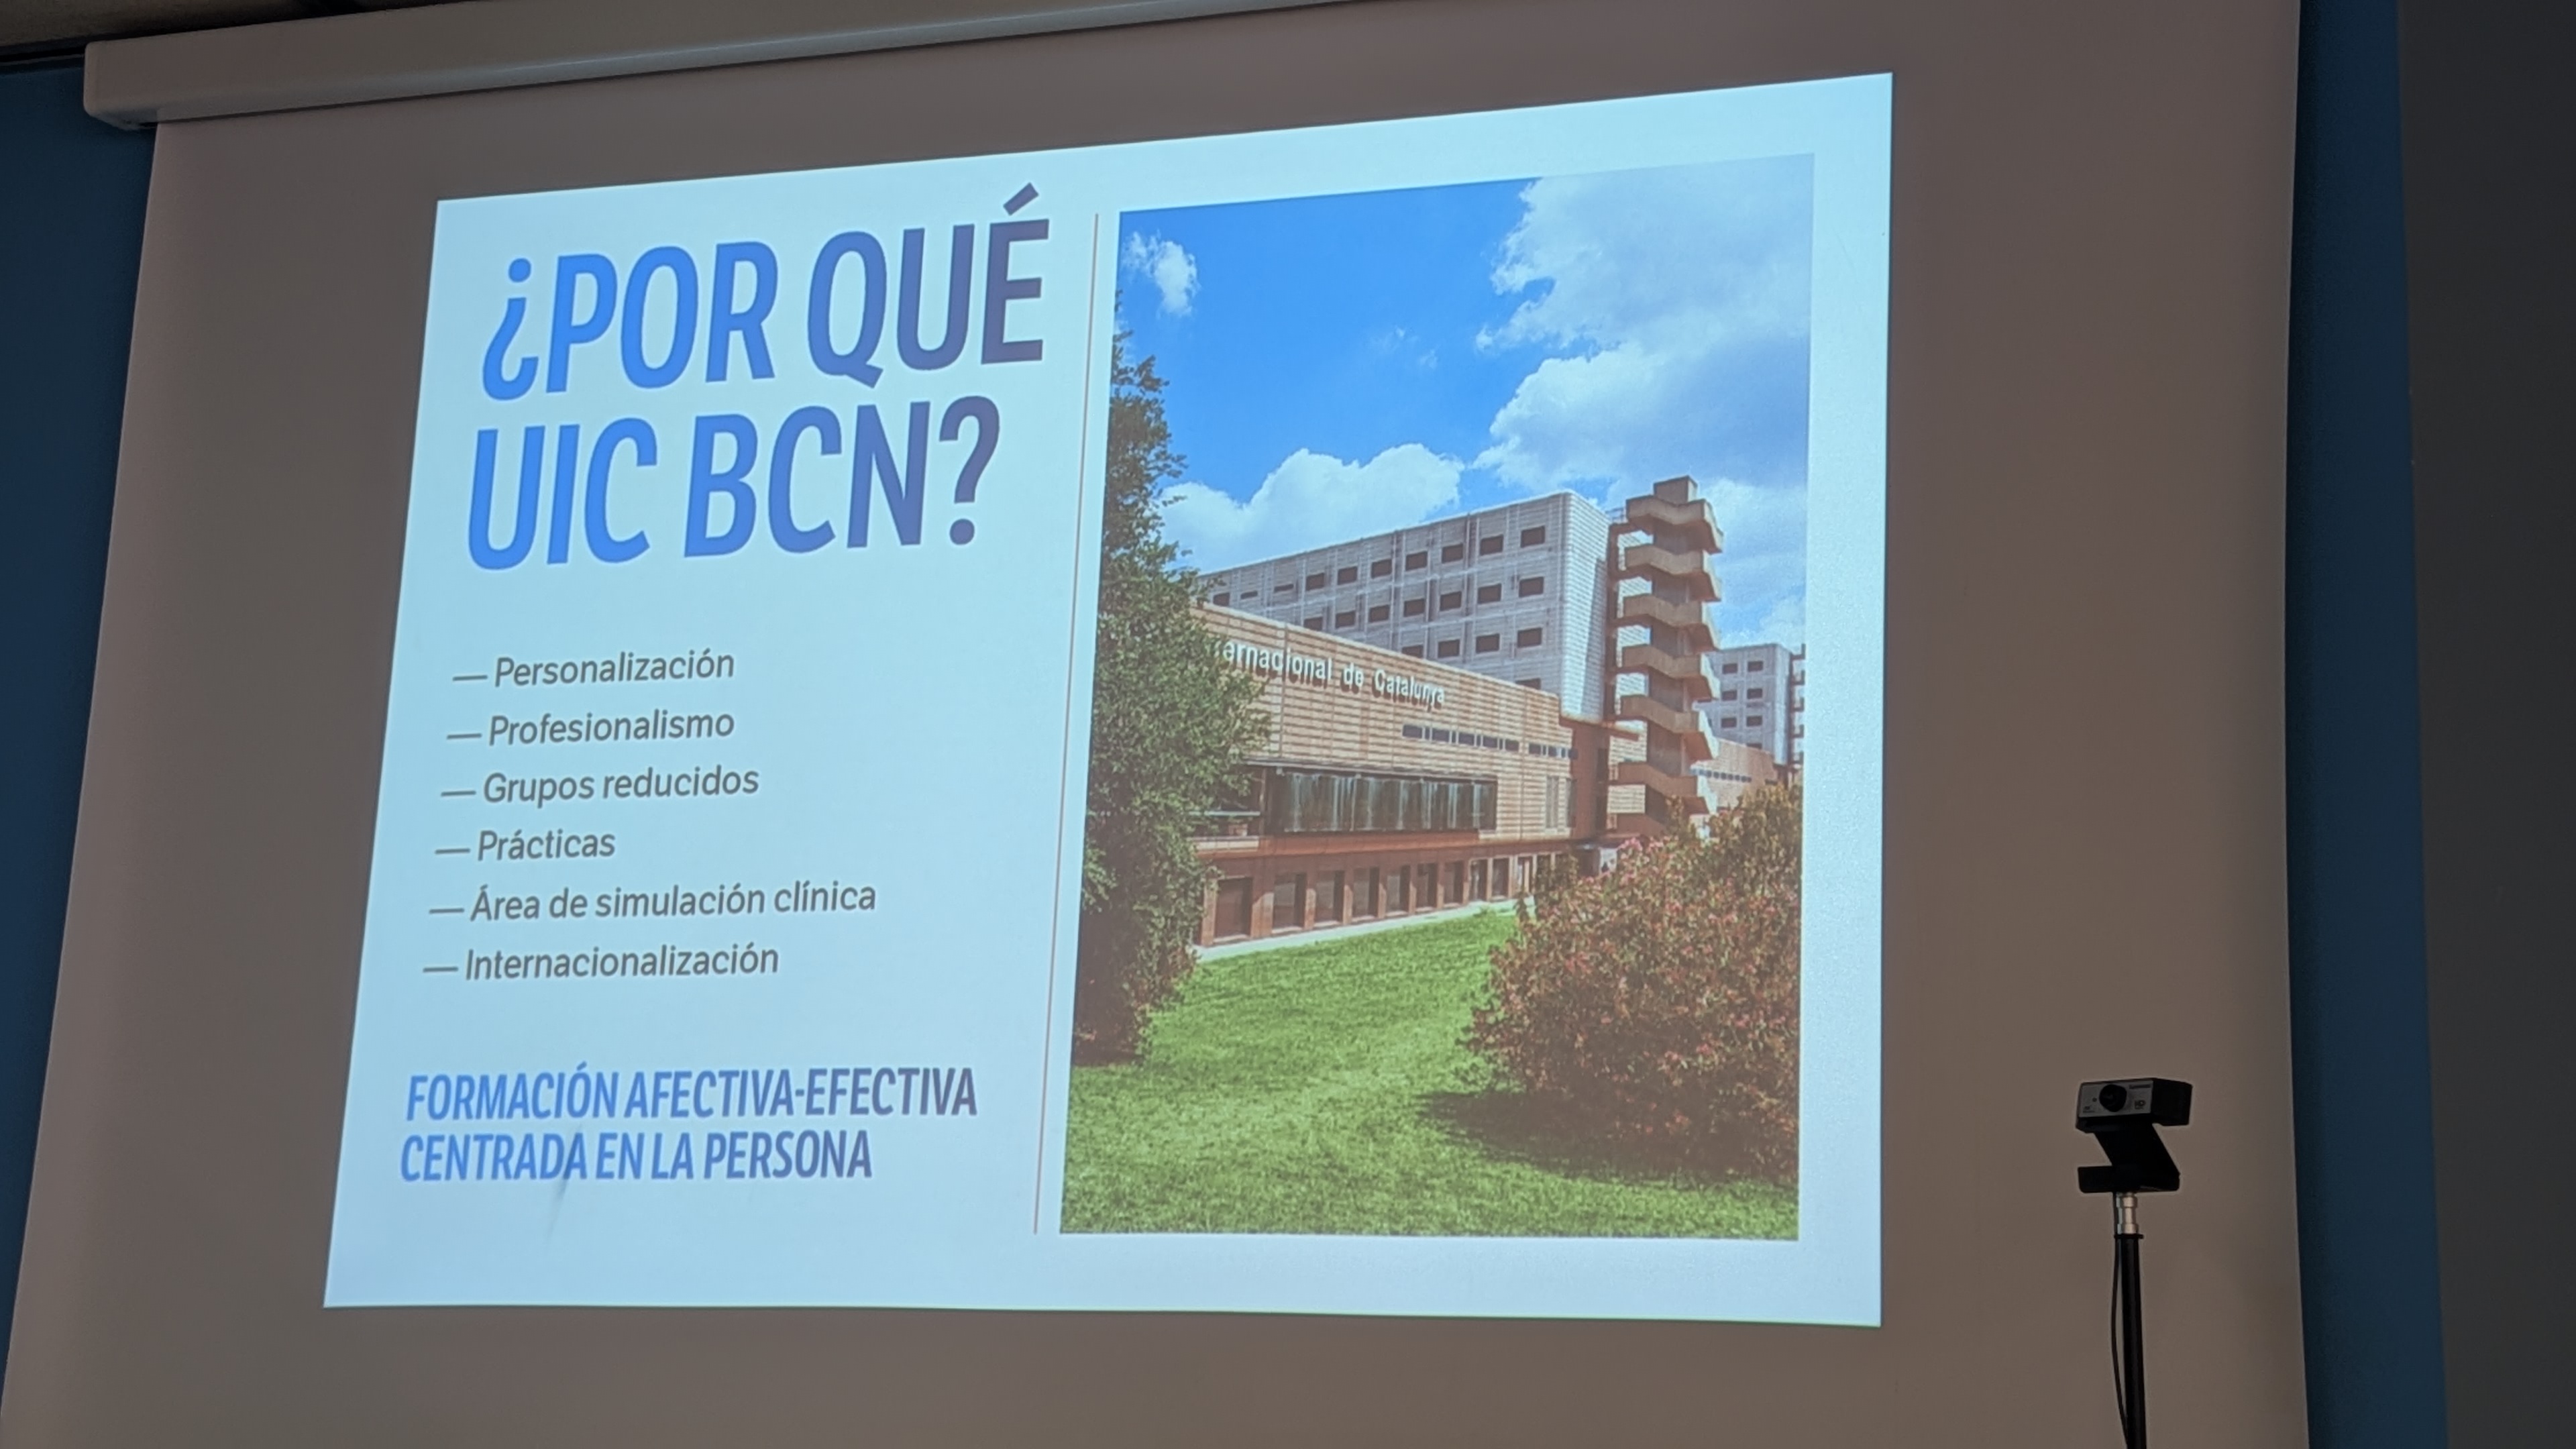 ¿POR QUÉ
UIC BCN?
— Personalización
— Profesionalismo
— Grupos reducidos
— Prácticas
— Área de simulación clínica
— Internacionalización
FORMACIÓN AFECTIVA-EFECTIVA
CENTRADA EN LA PERSONA
ernacional de Catalunya